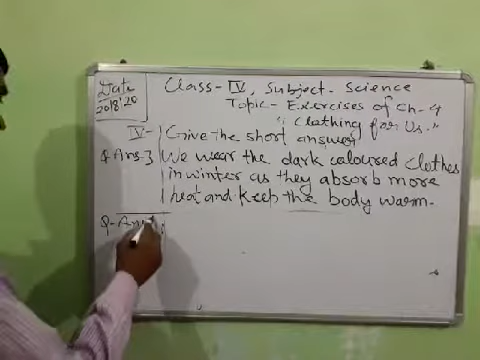 Date
20/8/'20
Class-IV, Subject- Science
Topic- Exercises of Ch-4
"Clothing for Us."
IV- Give the short answer
Q Ans-3 We wear the dark coloured clothes
in winter as they absorb more
heat and keep the body warm.
Q-Ans